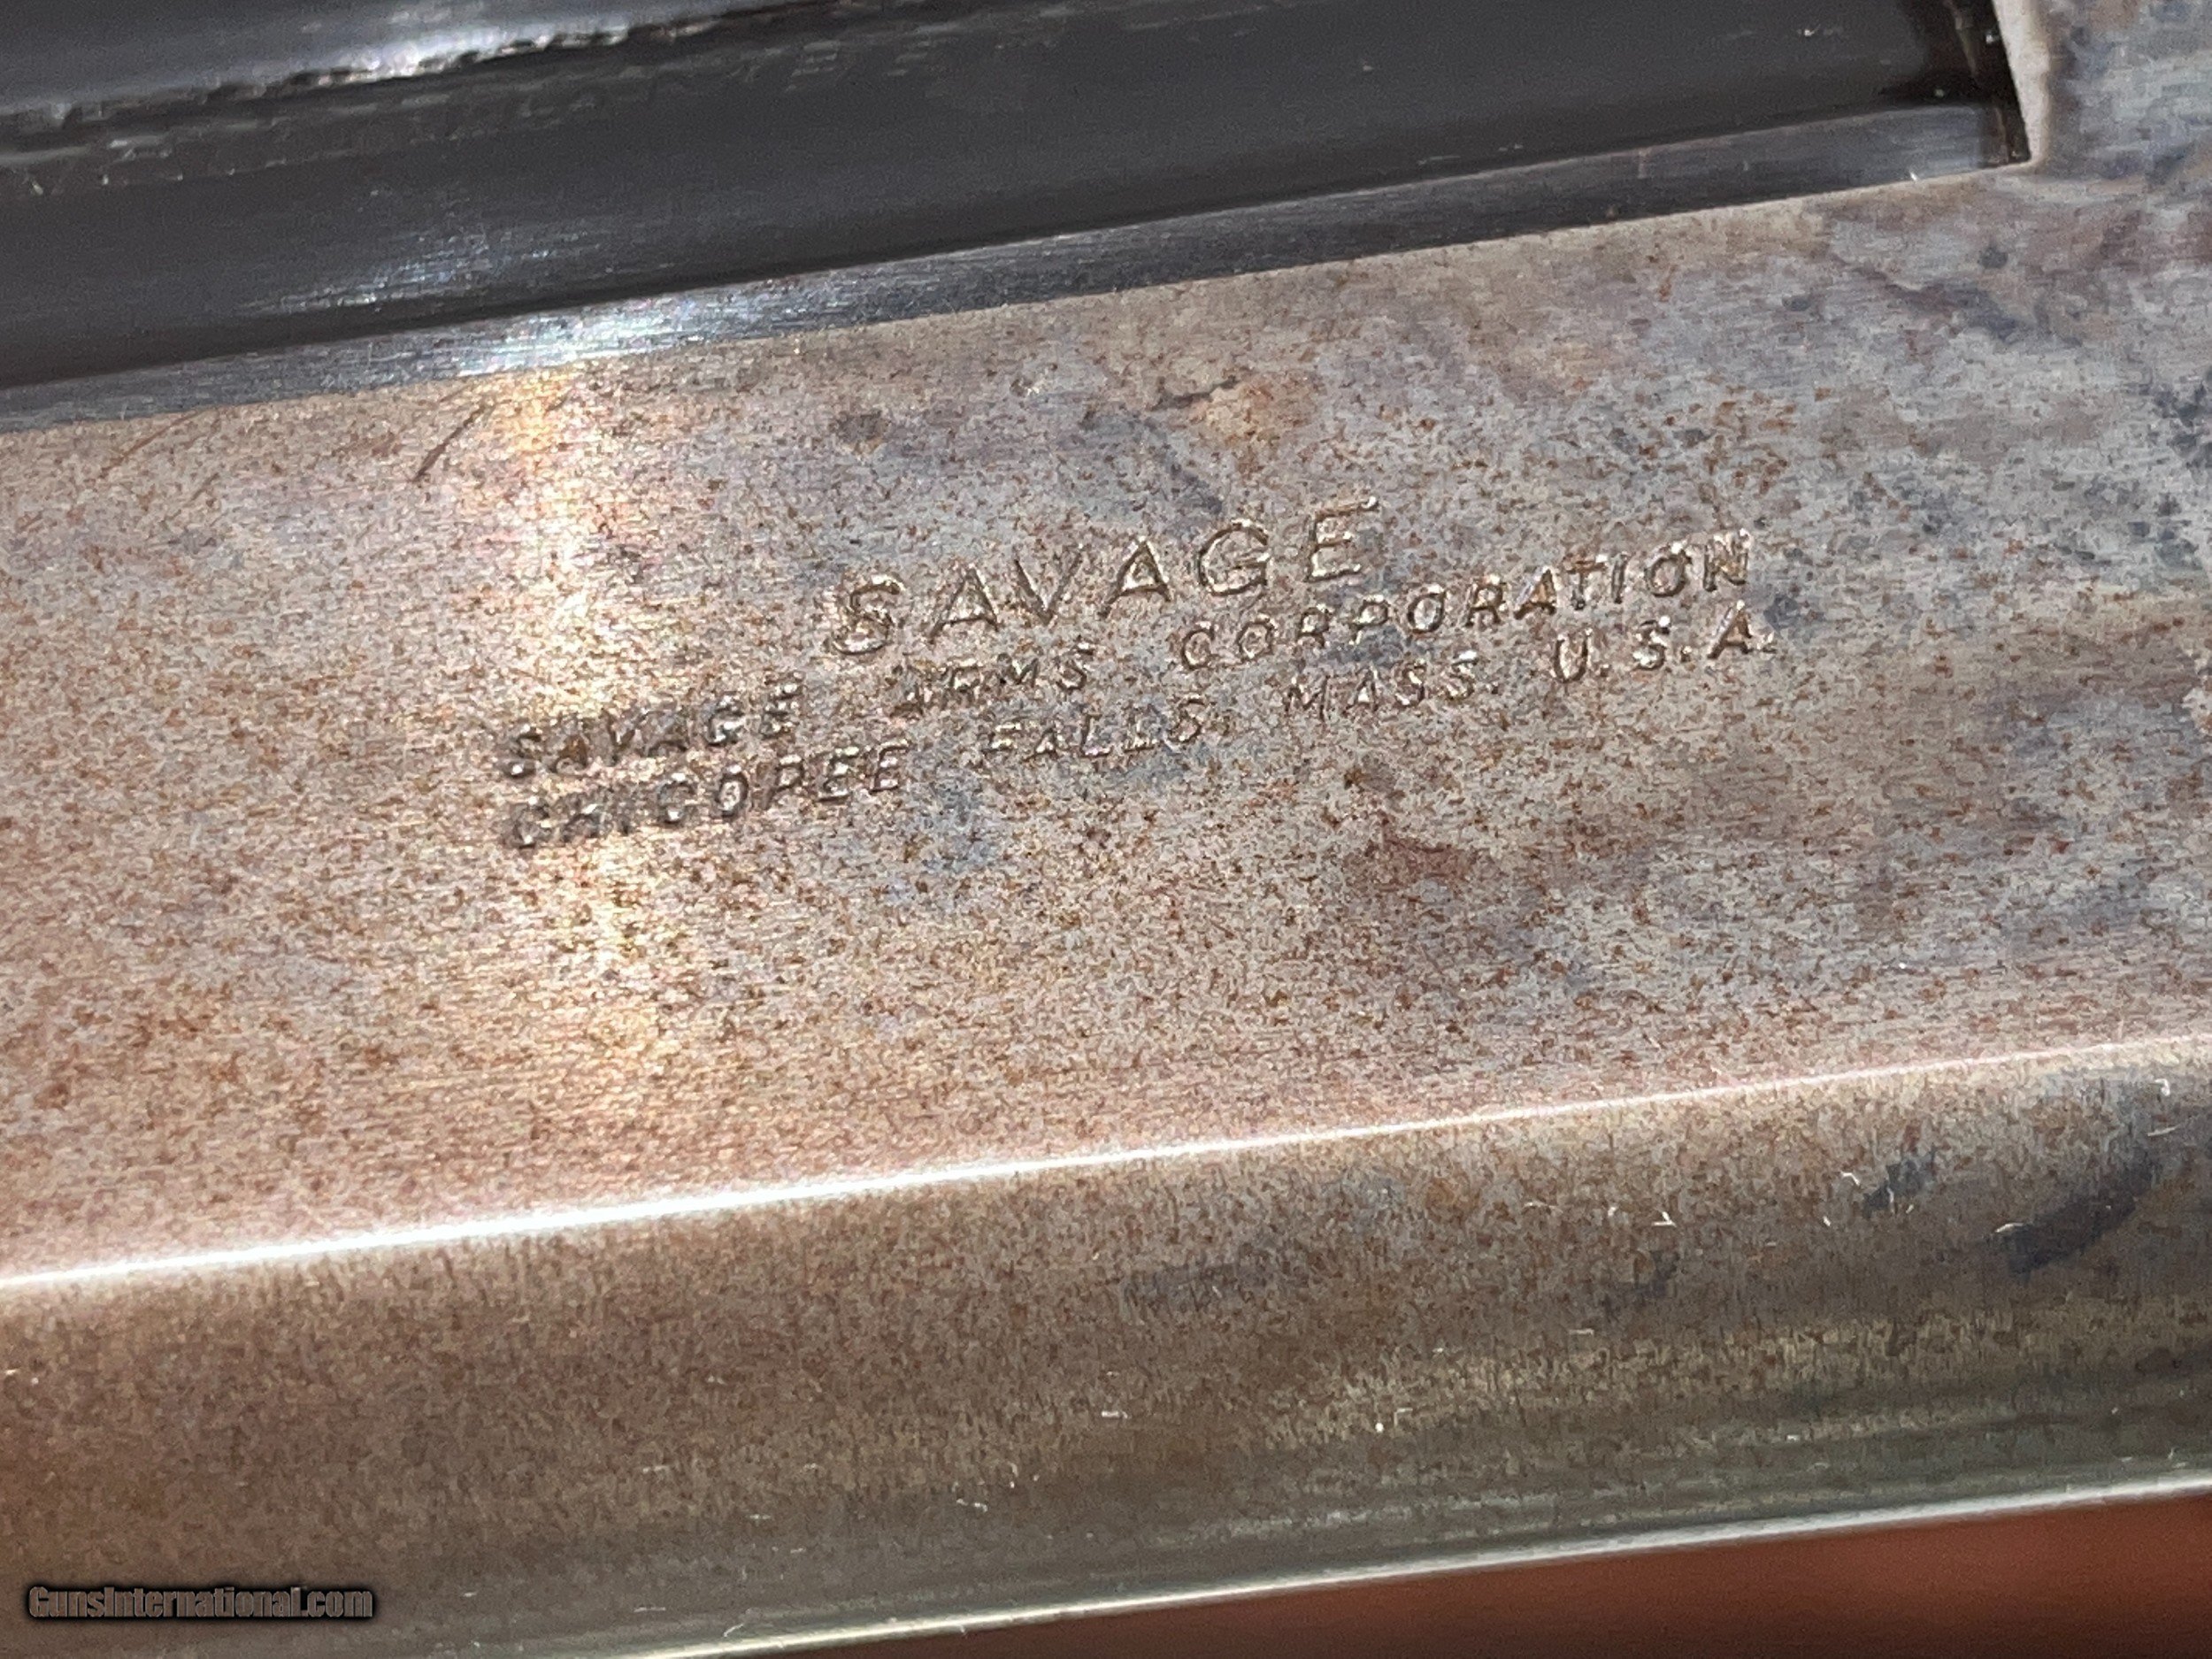 SAVAGE
SAVAGE ARMS CORPORATION
CHICOPEE FALLS, MASS. U.S.A.
GunsInternational.com